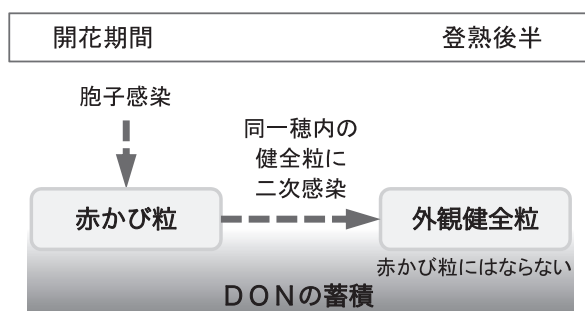 開花期間
登熟後半
胞子感染
同一穂内の
健全粒に
二次感染
赤かび粒
外観健全粒
赤かび粒にはならない
ＤＯＮの蓄積